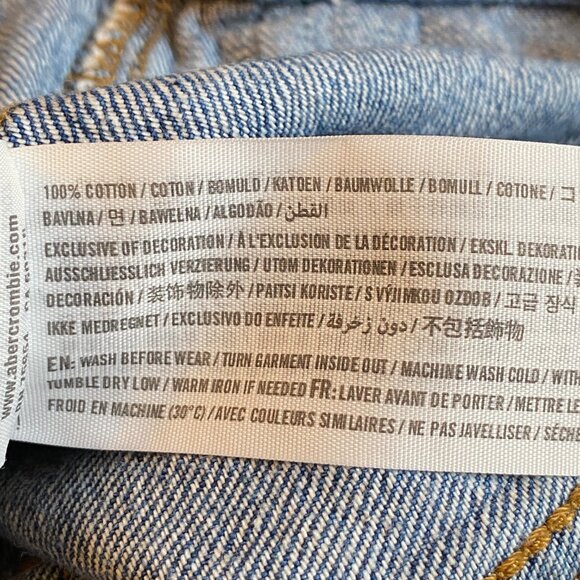 100% COTTON / COTON / BOMULD / KATOEN / BAUMWOLLE / BOMULL / COTONE / コ
BAVLNA / 면 / BAWEŁNA / ALGODÃO / القطن
EXCLUSIVE OF DECORATION / À L'EXCLUSION DE LA DÉCORATION / EKSKL. DEKORATION
AUSSCHLIESSLICH VERZIERUNG / UTOM DEKORATIONEN / ESCLUSA DECORAZIONE /
DECORACIÓN / 装饰物除外 / PAITSI KORISTE / S VÝJIMKOU OZDOB / 고급 장식
IKKE MEDREGNET / EXCLUSIVO DO ENFEITE / دون زخرفة / 不包括飾物
EN: WASH BEFORE WEAR / TURN GARMENT INSIDE OUT / MACHINE WASH COLD / WITH
TUMBLE DRY LOW / WARM IRON IF NEEDED FR: LAVER AVANT DE PORTER / METTRE LE
FROID EN MACHINE (30°C) / AVEC COULEURS SIMILAIRES / NE PAS JAVELLISER / SÉCHE
www.abercrombie.com